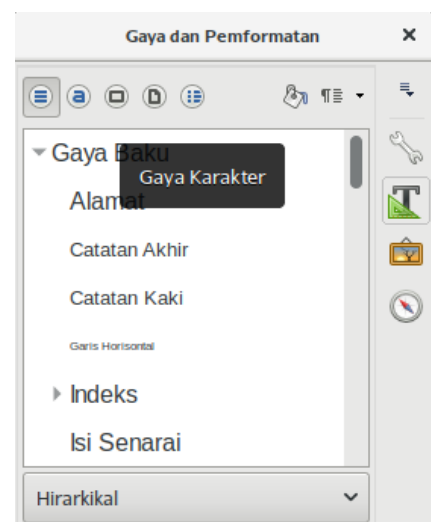 Gaya dan Pemformatan
Gaya Baku
Gaya Karakter
Alamat
Catatan Akhir
Catatan Kaki
Garis Horisontal
Indeks
Isi Senarai
Hirarkikal